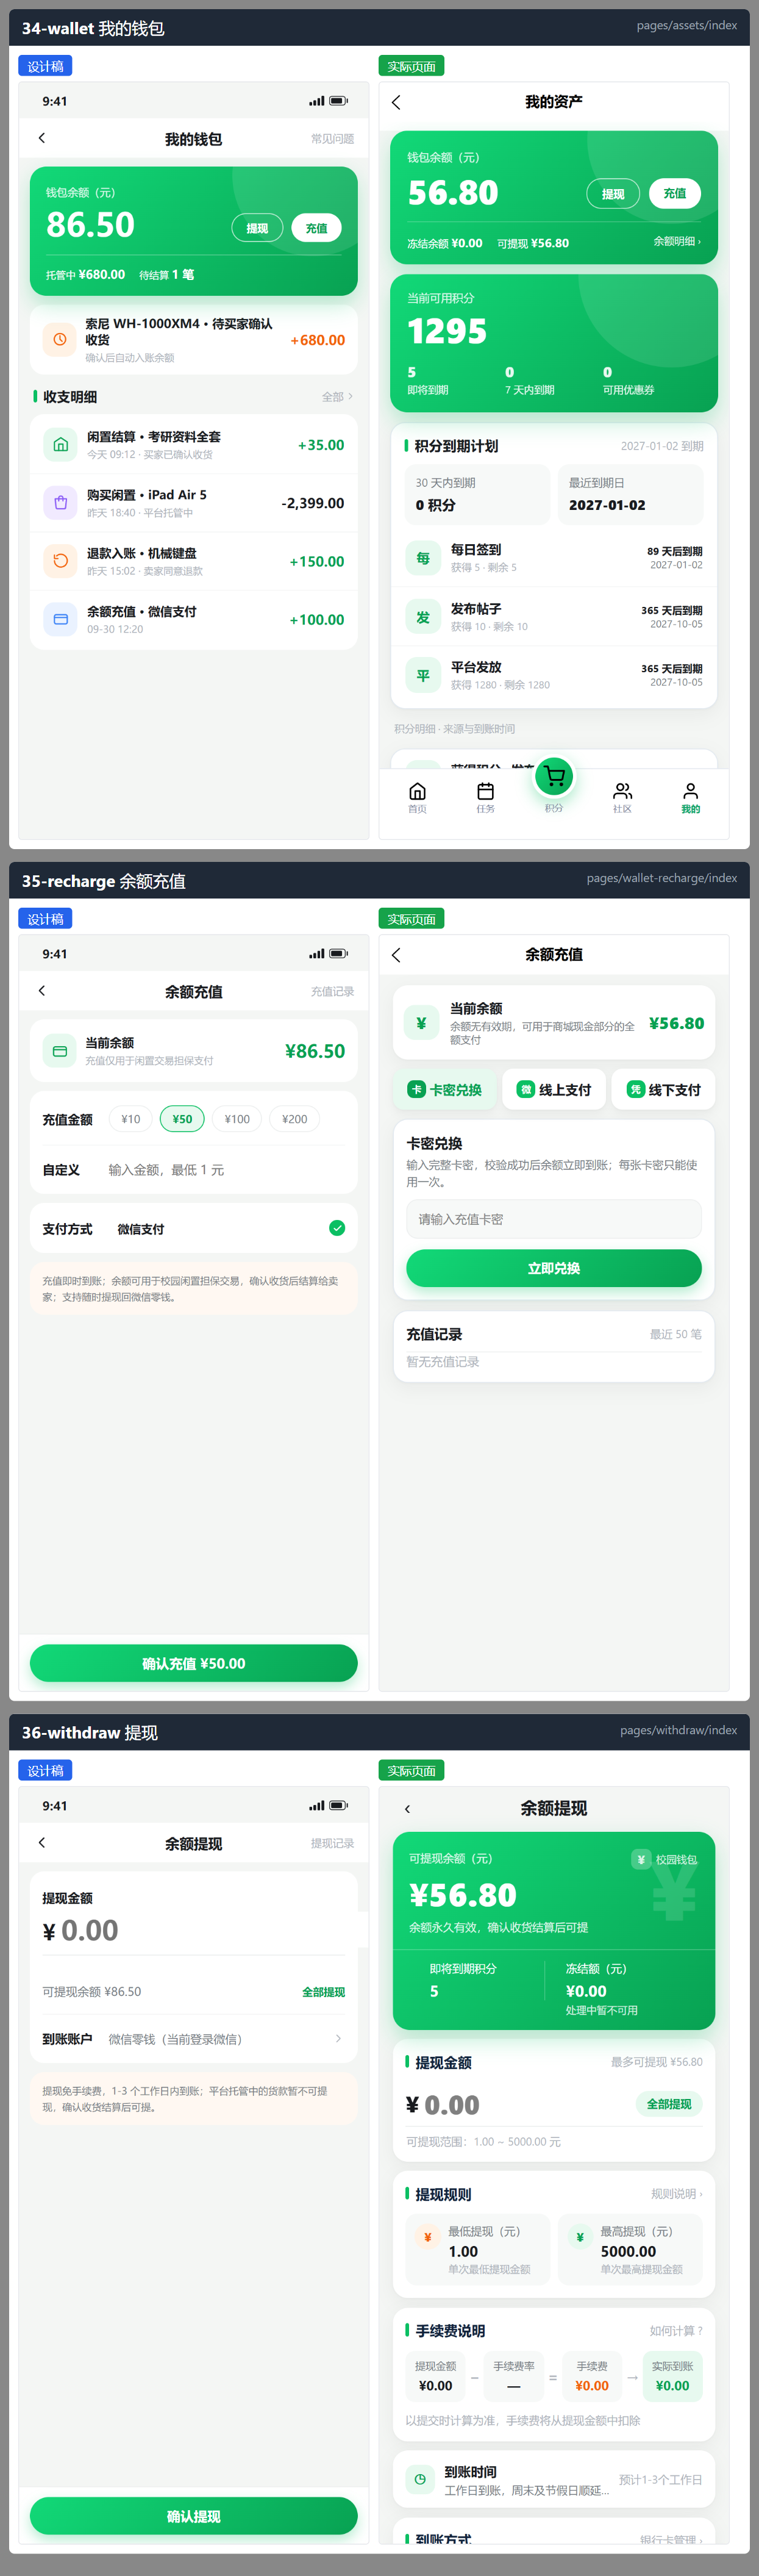 34-wallet 我的钱包
pages/assets/index
设计稿
9:41
我的钱包
常见问题
钱包余额（元）
86.50
提现
充值
托管中 ¥680.00 待结算 1 笔
索尼 WH-1000XM4 • 待买家确认
收货
确认后自动入账余额
+680.00
收支明细
全部 ›
闲置结算 • 考研资料全套
今天 09:12 · 买家已确认收货
+35.00
购买闲置 • iPad Air 5
昨天 18:40 · 平台托管中
-2,399.00
退款入账 • 机械键盘
昨天 15:02 · 卖家同意退款
+150.00
余额充值 • 微信支付
09-30 12:20
+100.00
实际页面
我的资产
钱包余额（元）
56.80
提现
充值
冻结余额 ¥0.00 可提现 ¥56.80
余额明细 ›
当前可用积分
1295
5
即将到期
0
7 天内到期
0
可用优惠券
积分到期计划
2027-01-02 到期
30 天内到期
0 积分
最近到期日
2027-01-02
每
每日签到
获得 5 · 剩余 5
89 天后到期
2027-01-02
发
发布帖子
获得 10 · 剩余 10
365 天后到期
2027-10-05
平
平台发放
获得 1280 · 剩余 1280
365 天后到期
2027-10-05
积分明细 · 来源与到账时间
首页
任务
积分
社区
我的
35-recharge 余额充值
pages/wallet-recharge/index
设计稿
9:41
余额充值
充值记录
当前余额
充值仅用于闲置交易担保支付
¥86.50
充值金额
¥10
¥50
¥100
¥200
自定义
输入金额，最低 1 元
支付方式
微信支付
充值即时到账；余额可用于校园闲置担保交易，确认收货后结算给卖
家；支持随时提现回微信零钱。
确认充值 ¥50.00
实际页面
余额充值
¥
当前余额
余额无有效期，可用于商城现金部分的全
额支付
¥56.80
卡 卡密兑换
微 线上支付
凭 线下支付
卡密兑换
输入完整卡密，校验成功后余额立即到账；每张卡密只能使
用一次。
请输入充值卡密
立即兑换
充值记录
最近 50 笔
暂无充值记录
36-withdraw 提现
pages/withdraw/index
设计稿
9:41
余额提现
提现记录
提现金额
¥ 0.00
可提现余额 ¥86.50
全部提现
到账账户
微信零钱（当前登录微信）
提现免手续费，1-3 个工作日内到账；平台托管中的货款暂不可提
现，确认收货结算后可提。
确认提现
实际页面
余额提现
可提现余额（元）
¥ 校园钱包
¥
¥56.80
余额永久有效，确认收货结算后可提
即将到期积分
5
冻结额（元）
¥0.00
处理中暂不可用
提现金额
最多可提现 ¥56.80
¥ 0.00
全部提现
可提现范围：1.00 ~ 5000.00 元
提现规则
规则说明 ›
¥
最低提现（元）
1.00
单次最低提现金额
¥
最高提现（元）
5000.00
单次最高提现金额
手续费说明
如何计算 ?
提现金额
¥0.00
−
手续费率
—
=
手续费
¥0.00
→
实际到账
¥0.00
以提交时计算为准，手续费将从提现金额中扣除
到账时间
工作日到账，周末及节假日顺延...
预计1-3个工作日
到账方式
银行卡管理 ›